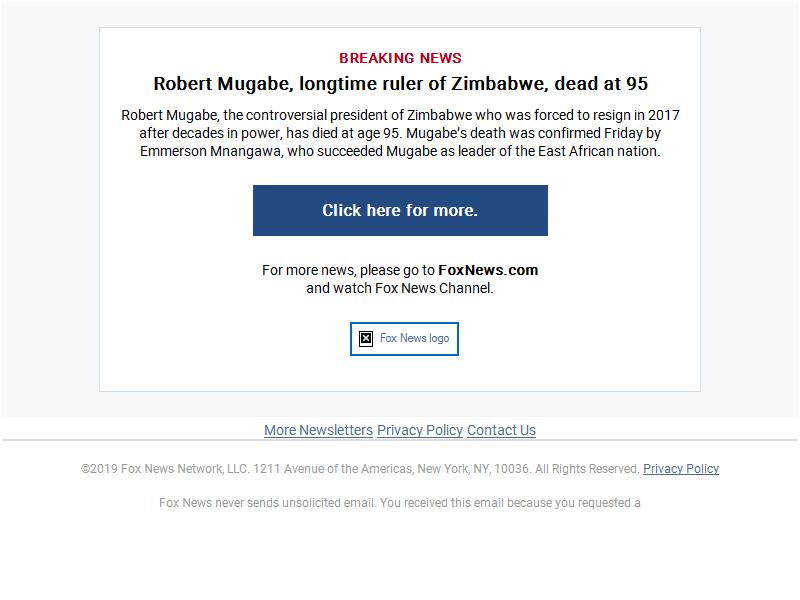 BREAKING NEWS
Robert Mugabe, longtime ruler of Zimbabwe, dead at 95
Robert Mugabe, the controversial president of Zimbabwe who was forced to resign in 2017
after decades in power, has died at age 95. Mugabe’s death was confirmed Friday by
Emmerson Mnangawa, who succeeded Mugabe as leader of the East African nation.
Click here for more.
For more news, please go to FoxNews.com
and watch Fox News Channel.
Fox News logo
More Newsletters Privacy Policy Contact Us
©2019 Fox News Network, LLC. 1211 Avenue of the Americas, New York, NY, 10036. All Rights Reserved. Privacy Policy
Fox News never sends unsolicited email. You received this email because you requested a